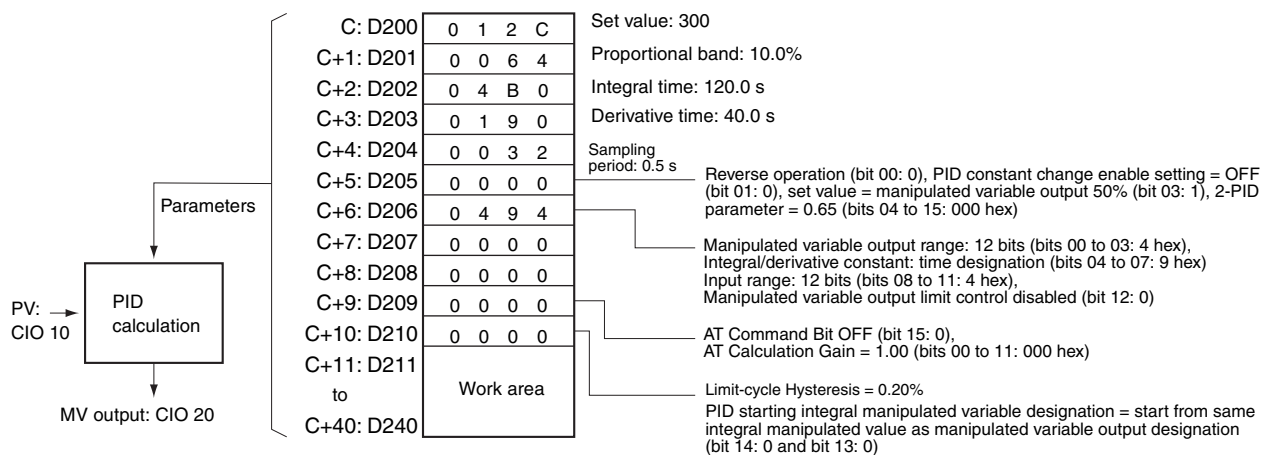 C: D200 0 1 2 C Set value: 300
C+1: D201 0 0 6 4 Proportional band: 10.0%
C+2: D202 0 4 B 0 Integral time: 120.0 s
C+3: D203 0 1 9 0 Derivative time: 40.0 s
C+4: D204 0 0 3 2 Sampling period: 0.5 s
C+5: D205 0 0 0 0
Reverse operation (bit 00: 0), PID constant change enable setting = OFF
(bit 01: 0), set value = manipulated variable output 50% (bit 03: 1), 2-PID
parameter = 0.65 (bits 04 to 15: 000 hex)
Parameters
C+6: D206 0 4 9 4
Manipulated variable output range: 12 bits (bits 00 to 03: 4 hex),
Integral/derivative constant: time designation (bits 04 to 07: 9 hex)
Input range: 12 bits (bits 08 to 11: 4 hex),
Manipulated variable output limit control disabled (bit 12: 0)
C+7: D207 0 0 0 0
C+8: D208 0 0 0 0
PV:
CIO 10
PID
calculation
C+9: D209 0 0 0 0
AT Command Bit OFF (bit 15: 0),
AT Calculation Gain = 1.00 (bits 00 to 11: 000 hex)
C+10: D210 0 0 0 0
Limit-cycle Hysteresis = 0.20%
PID starting integral manipulated variable designation = start from same
integral manipulated value as manipulated variable output designation
(bit 14: 0 and bit 13: 0)
C+11: D211
to
C+40: D240
Work area
MV output: CIO 20